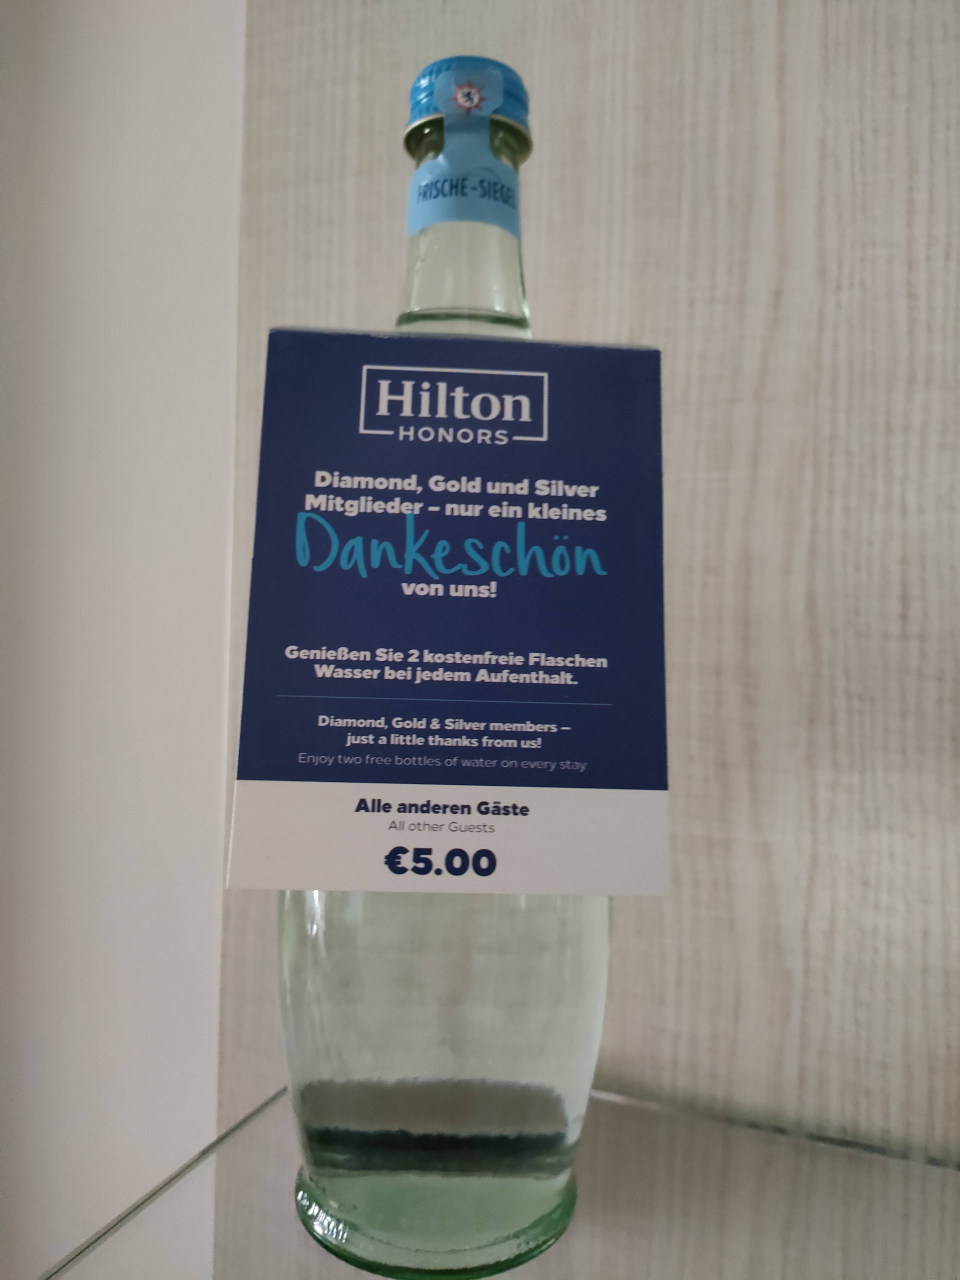 FRISCHE-SIEGEL
Hilton
HONORS
Diamond, Gold und Silver
Mitglieder – nur ein kleines
Dankeschön
von uns!
Genießen Sie 2 kostenfreie Flaschen
Wasser bei jedem Aufenthalt.
Diamond, Gold & Silver members –
just a little thanks from us!
Enjoy two free bottles of water on every stay
Alle anderen Gäste
All other Guests
€5.00